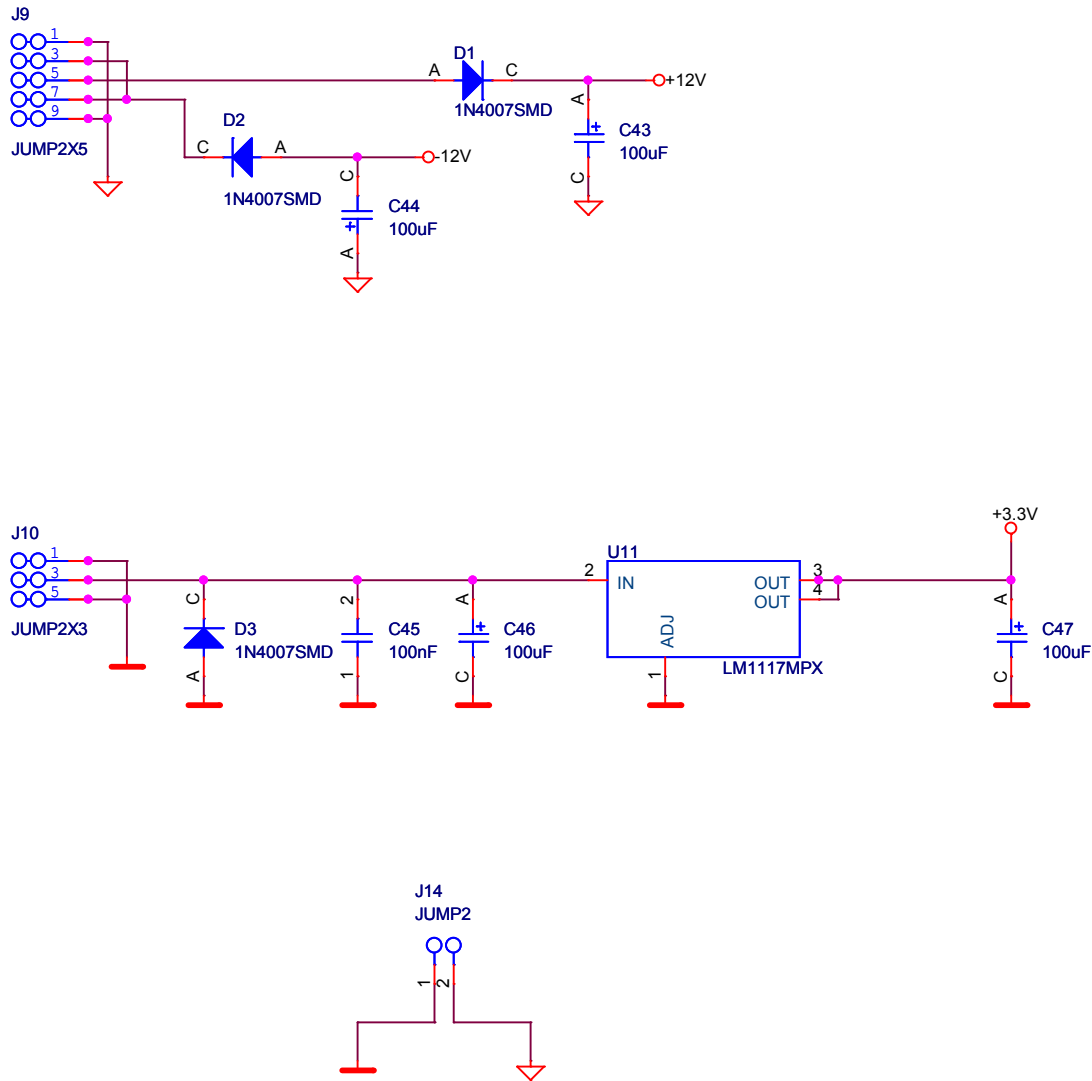 J9
1
3
5
7
9
JUMP2X5
A
D1
C
1N4007SMD
+12V
A
C43
100uF
C
D2
C
A
1N4007SMD
-12V
C
C44
100uF
A
J10
1
3
5
JUMP2X3
C
D3
1N4007SMD
A
2
C45
100nF
1
A
C46
100uF
C
U11
2
IN
OUT
3
OUT
4
ADJ
1
LM1117MPX
+3.3V
A
C47
100uF
C
J14
JUMP2
1
2